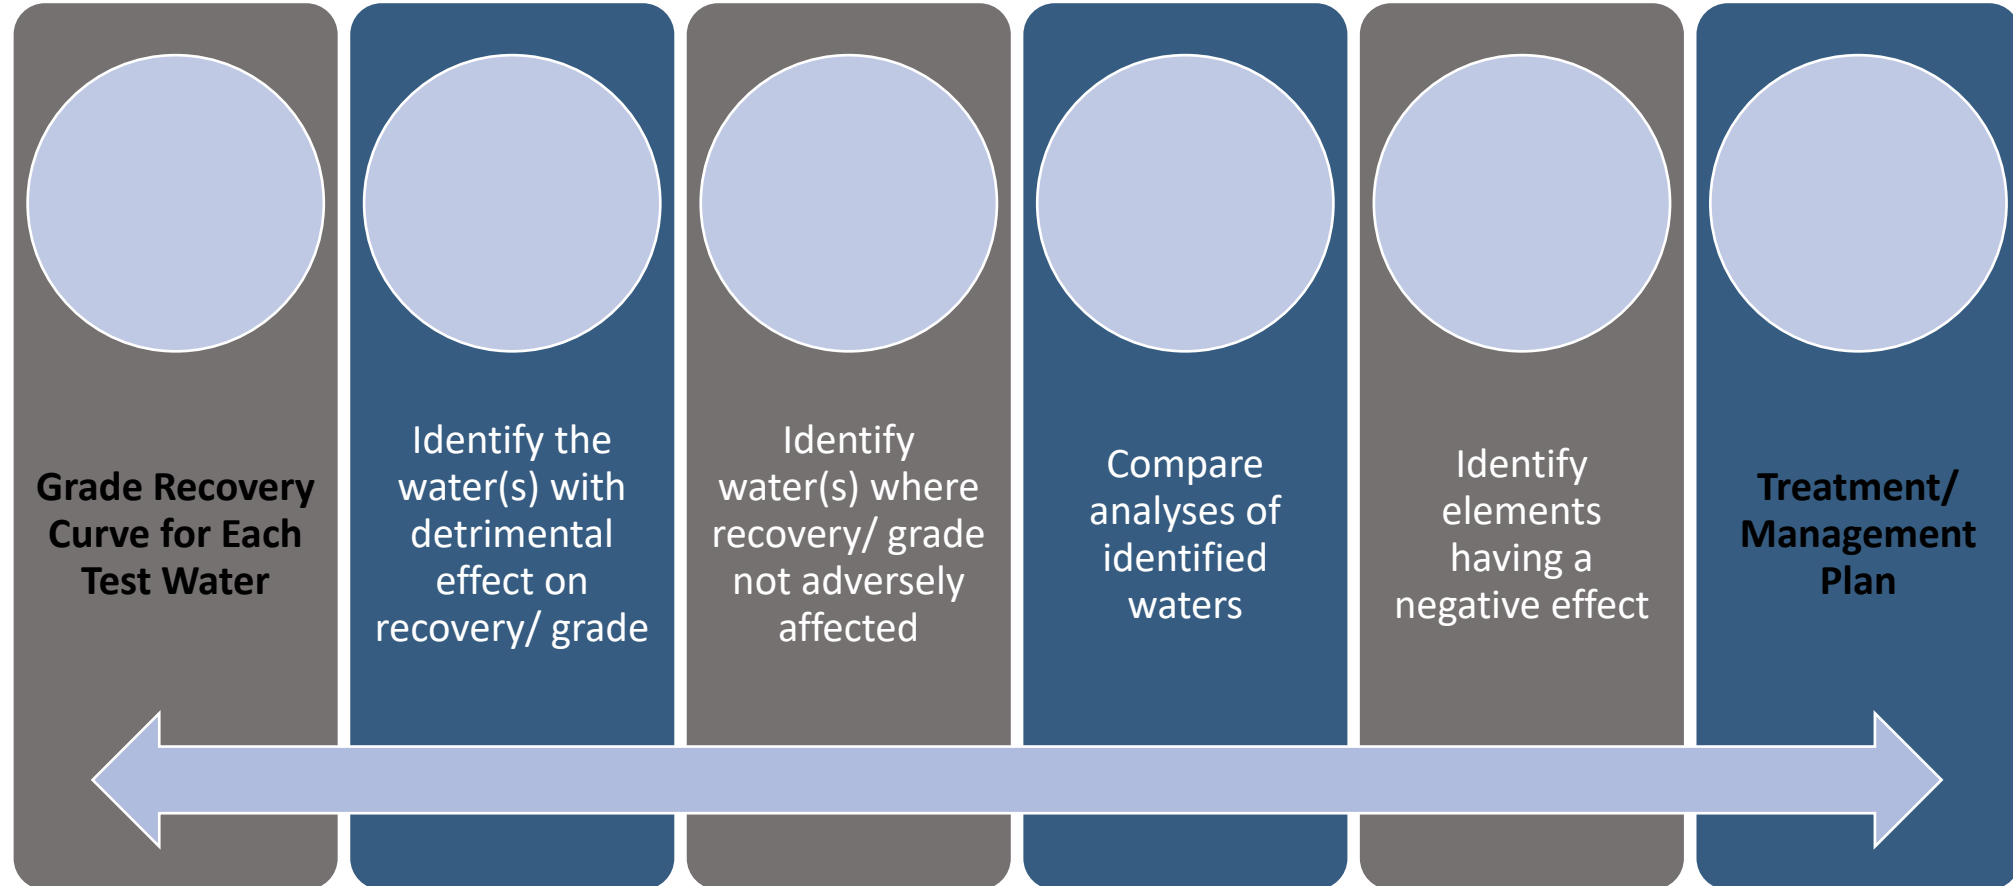 Grade Recovery
Curve for Each
Test Water
Identify the
water(s) with
detrimental
effect on
recovery/ grade
Identify
water(s) where
recovery/ grade
not adversely
affected
Compare
analyses of
identified
waters
Identify
elements
having a
negative effect
Treatment/
Management
Plan